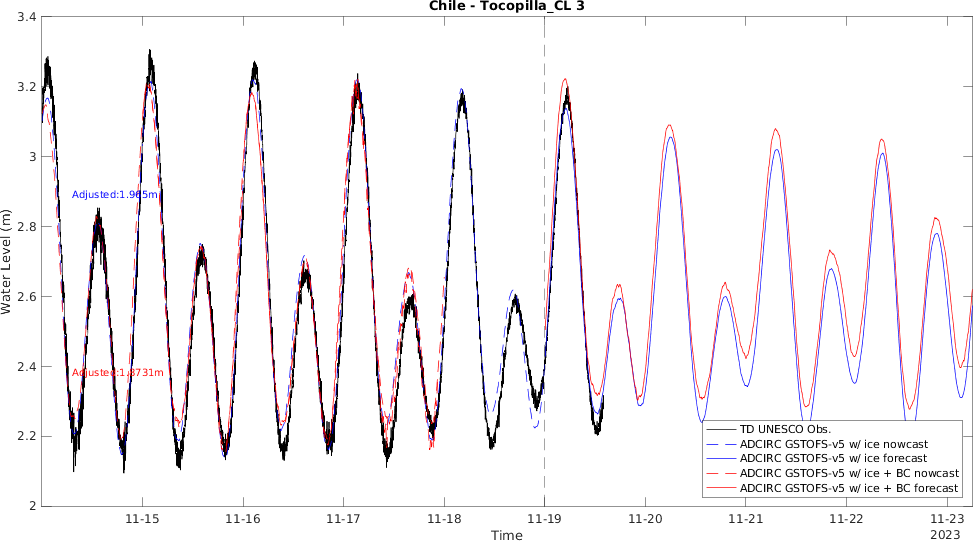 Chile - Tocopilla_CL 3
3.4
3.2
3
2.8
2.6
2.4
2.2
2
Water Level (m)
Adjusted:1.965m
Adjusted:1.8731m
TD UNESCO Obs.
ADCIRC GSTOFS-v5 w/ ice nowcast
ADCIRC GSTOFS-v5 w/ ice forecast
ADCIRC GSTOFS-v5 w/ ice + BC nowcast
ADCIRC GSTOFS-v5 w/ ice + BC forecast
11-15 11-16 11-17 11-18 11-19 11-20 11-21 11-22 11-23
2023
Time